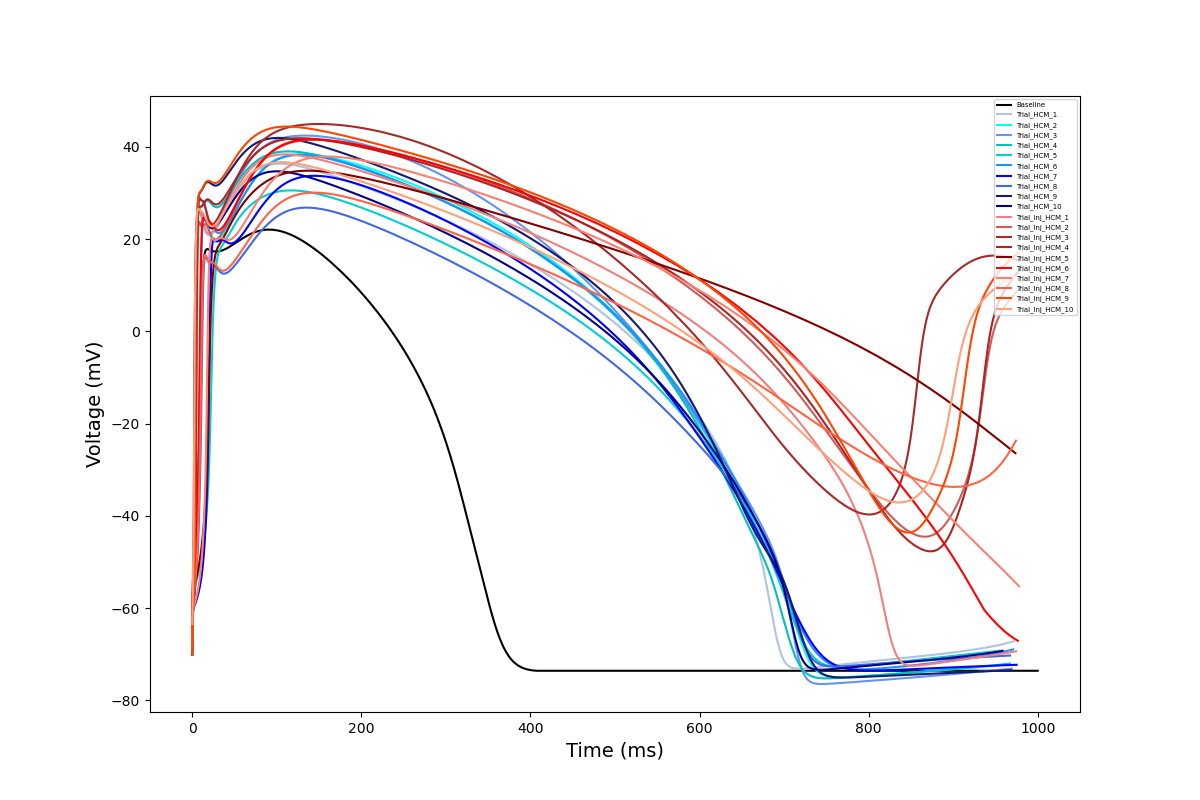 Voltage (mV)
40
20
0
−20
−40
−60
−80
0
200
400
600
800
1000
Time (ms)
Baseline
Trial_HCM_1
Trial_HCM_2
Trial_HCM_3
Trial_HCM_4
Trial_HCM_5
Trial_HCM_6
Trial_HCM_7
Trial_HCM_8
Trial_HCM_9
Trial_HCM_10
Trial_Inj_HCM_1
Trial_Inj_HCM_2
Trial_Inj_HCM_3
Trial_Inj_HCM_4
Trial_Inj_HCM_5
Trial_Inj_HCM_6
Trial_Inj_HCM_7
Trial_Inj_HCM_8
Trial_Inj_HCM_9
Trial_Inj_HCM_10